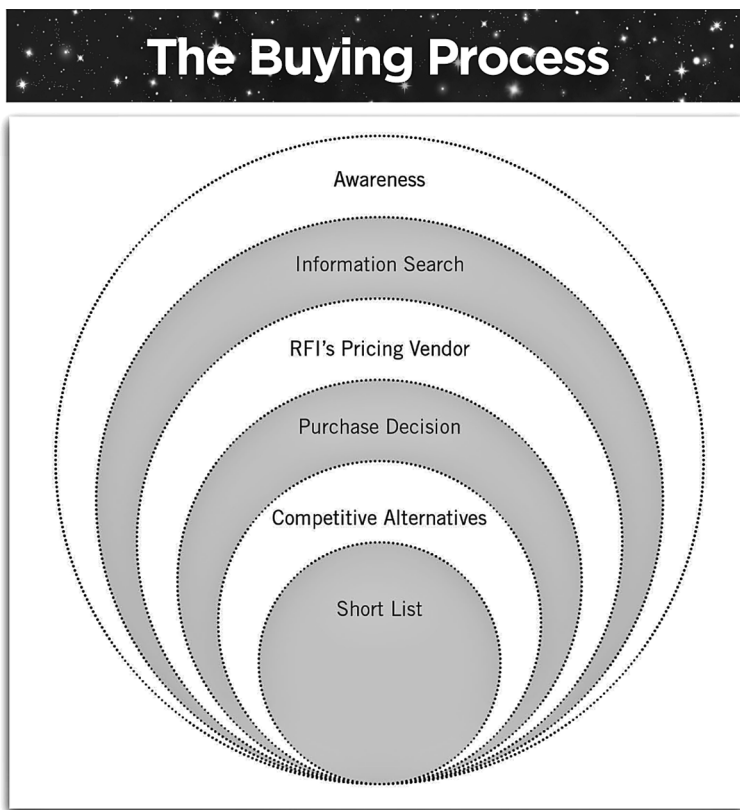 The Buying Process
Awareness
Information Search
RFI's Pricing Vendor
Purchase Decision
Competitive Alternatives
Short List